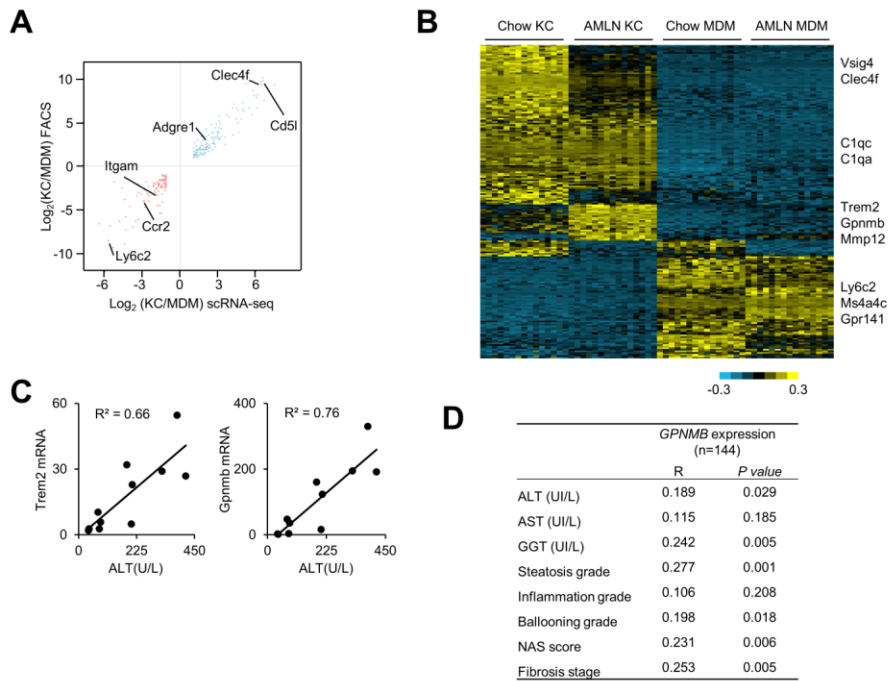 A
Log₂(KC/MDM) FACS
10
5
0
-5
-10
Clec4f
Cd5l
Adgre1
Itgam
Ccr2
Ly6c2
-6
-3
0
3
6
Log₂ (KC/MDM) scRNA-seq
B
Chow KC AMLN KC Chow MDM AMLN MDM
Vsig4
Clec4f
C1qc
C1qa
Trem2
Gpnmb
Mmp12
Ly6c2
Ms4a4c
Gpr141
-0.3 0.3
C
R² = 0.66
Trem2 mRNA
60
30
0
0 225 450
ALT(U/L)
R² = 0.76
Gpnmb mRNA
400
200
0
0 225 450
ALT(U/L)
D
GPNMB expression
(n=144)
R P value
ALT (UI/L) 0.189 0.029
AST (UI/L) 0.115 0.185
GGT (UI/L) 0.242 0.005
Steatosis grade 0.277 0.001
Inflammation grade 0.106 0.208
Ballooning grade 0.198 0.018
NAS score 0.231 0.006
Fibrosis stage 0.253 0.005